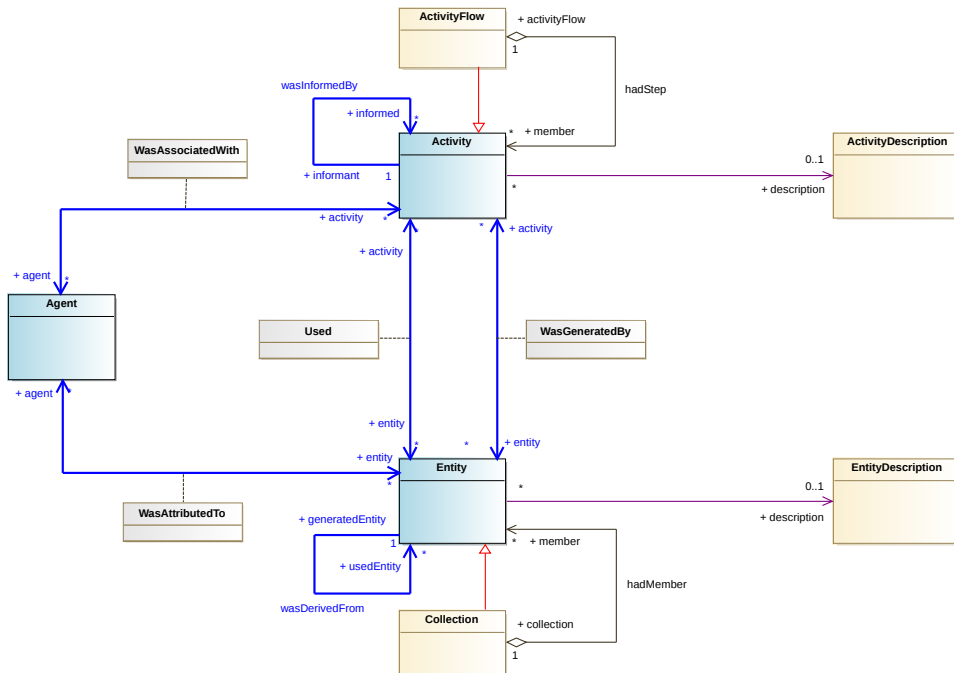 ActivityFlow
+ activityFlow
1
hadStep
wasInformedBy
+ informed
*
* + member
Activity
+ informant
1
WasAssociatedWith
ActivityDescription
0..1
+ description
*
+ activity
*
+ activity
*
* + activity
+ agent
*
Agent
+ agent
*
Used
WasGeneratedBy
+ entity
*
*
+ entity
+ entity
*
Entity
*
EntityDescription
0..1
+ description
WasAttributedTo
+ generatedEntity
1
+ usedEntity
*
* + member
wasDerivedFrom
hadMember
Collection
+ collection
1